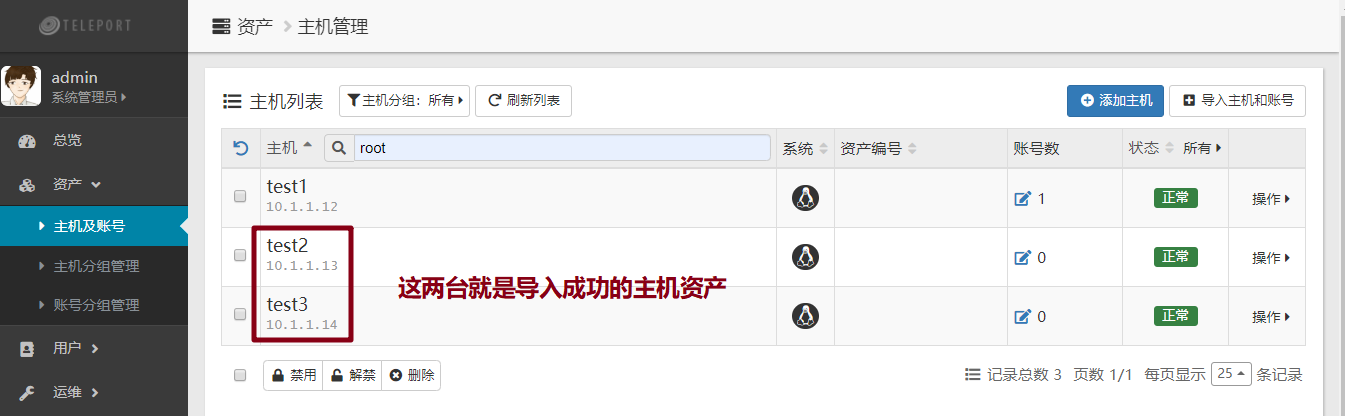 TELEPORT
资产 主机管理
admin
系统管理员
总览
资产
主机及账号
主机分组管理
账号分组管理
用户
运维
主机列表 主机分组：所有 刷新列表 添加主机 导入主机和账号
主机 root 系统 资产编号 账号数 状态 所有
test1
10.1.1.12
1 正常 操作
test2
10.1.1.13
0 正常 操作
这两台就是导入成功的主机资产
test3
10.1.1.14
0 正常 操作
禁用 解禁 删除 记录总数 3 页数 1/1 每页显示 25 条记录